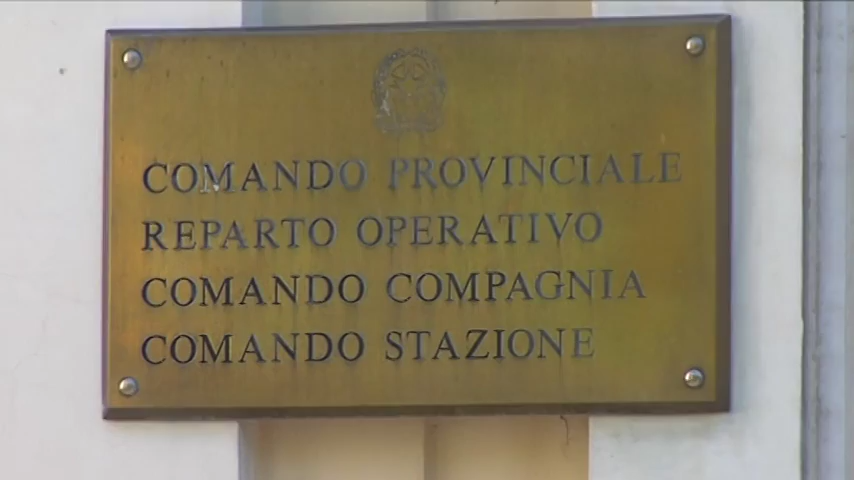 COMANDO PROVINCIALE
REPARTO OPERATIVO
COMANDO COMPAGNIA
COMANDO STAZIONE